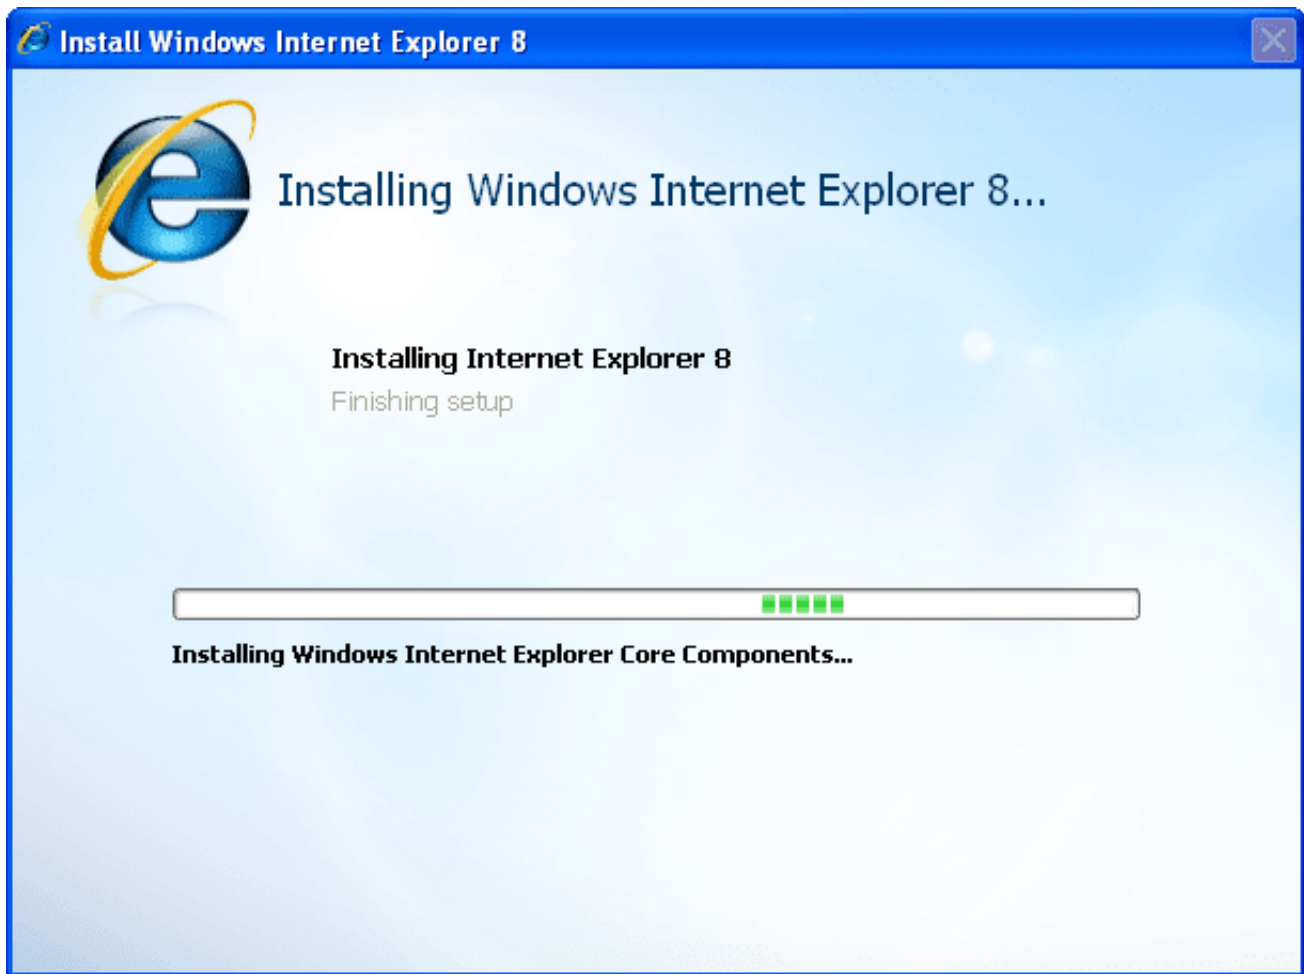 Install Windows Internet Explorer 8
Installing Windows Internet Explorer 8...
Installing Internet Explorer 8
Finishing setup
Installing Windows Internet Explorer Core Components...